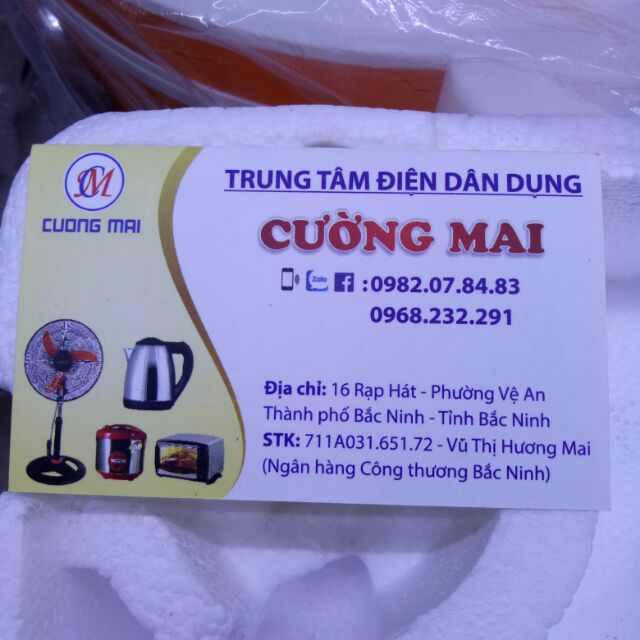 CM
CUONG MAI
TRUNG TÂM ĐIỆN DÂN DỤNG
CƯỜNG MAI
Zalo f : 0982.07.84.83
0968.232.291
Địa chỉ: 16 Rạp Hát - Phường Vệ An
Thành phố Bắc Ninh - Tỉnh Bắc Ninh
STK: 711A031.651.72 - Vũ Thị Hương Mai
(Ngân hàng Công thương Bắc Ninh)